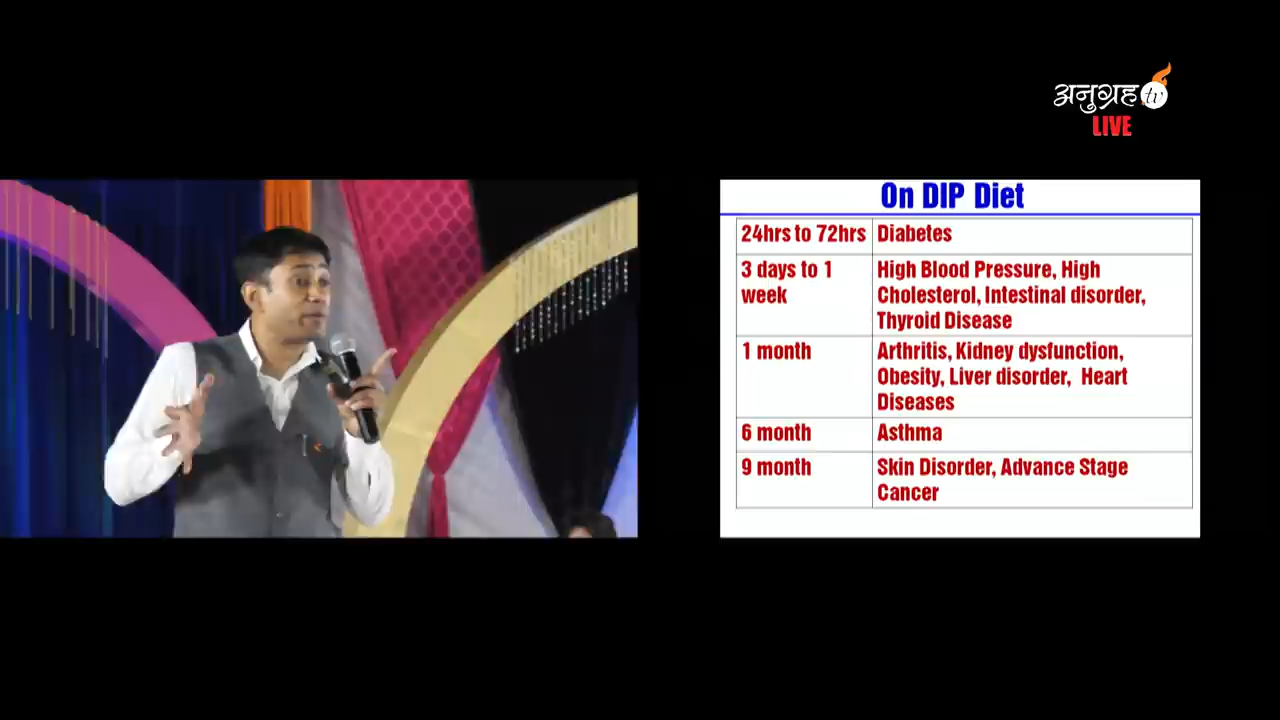 अनुग्रह tv
LIVE
On DIP Diet
24hrs to 72hrs Diabetes
3 days to 1 week High Blood Pressure, High
Cholesterol, Intestinal disorder,
Thyroid Disease
1 month Arthritis, Kidney dysfunction,
Obesity, Liver disorder, Heart
Diseases
6 month Asthma
9 month Skin Disorder, Advance Stage
Cancer